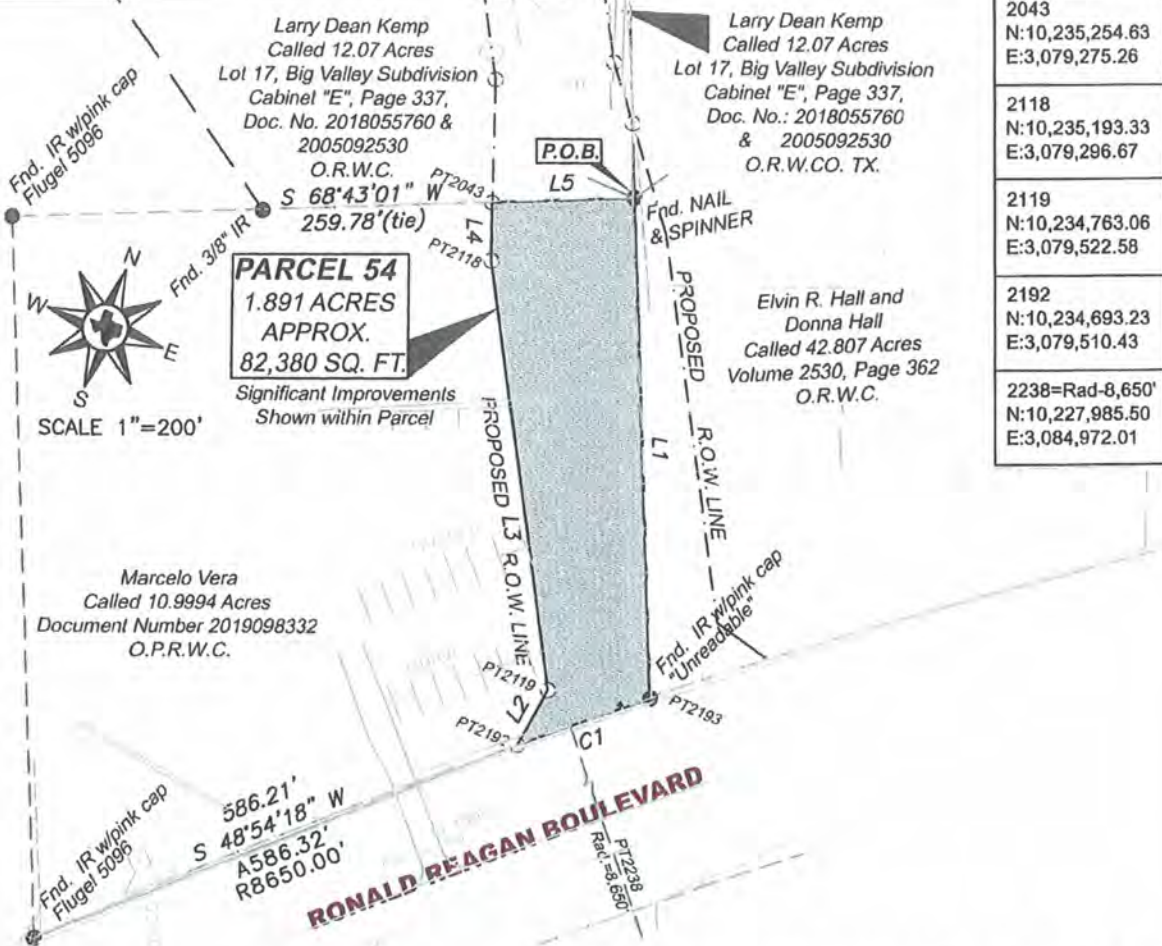 Larry Dean Kemp
Called 12.07 Acres
Lot 17, Big Valley Subdivision
Cabinet "E", Page 337,
Doc. No. 2018055760 &
2005092530
O.R.W.C.
Larry Dean Kemp
Called 12.07 Acres
Lot 17, Big Valley Subdivision
Cabinet "E", Page 337,
Doc. No.: 2018055760
& 2005092530
O.R.W.CO. TX.
2043
N:10,235,254.63
E:3,079,275.26
2118
N:10,235,193.33
E:3,079,296.67
2119
N:10,234,763.06
E:3,079,522.58
2192
N:10,234,693.23
E:3,079,510.43
2238=Rad-8,650'
N:10,227,985.50
E:3,084,972.01
Fnd. IR w/pink cap
Flugel 5096
S 68°43'01" W
259.78'(tie)
PT2043
P.O.B.
L5
Fnd. NAIL
& SPINNER
Fnd. 3/8" IR
L4
PT2118
N
W
E
S
SCALE 1"=200'
PARCEL 54
1.891 ACRES
APPROX.
82,380 SQ. FT.
Significant Improvements
Shown within Parcel
PROPOSED L3 R.O.W. LINE
L1
PROPOSED R.O.W. LINE
Elvin R. Hall and
Donna Hall
Called 42.807 Acres
Volume 2530, Page 362
O.R.W.C.
Marcelo Vera
Called 10.9994 Acres
Document Number 2019098332
O.P.R.W.C.
PT2119
L2
PT2192
C1
Fnd. IR w/pink cap
"Unreadable"
PT2193
586.21'
S 48°54'18" W
A586.32'
R8650.00'
Fnd. IR w/pink cap
Flugel 5096
RONALD REAGAN BOULEVARD
PT2238
Rad.=8,650'